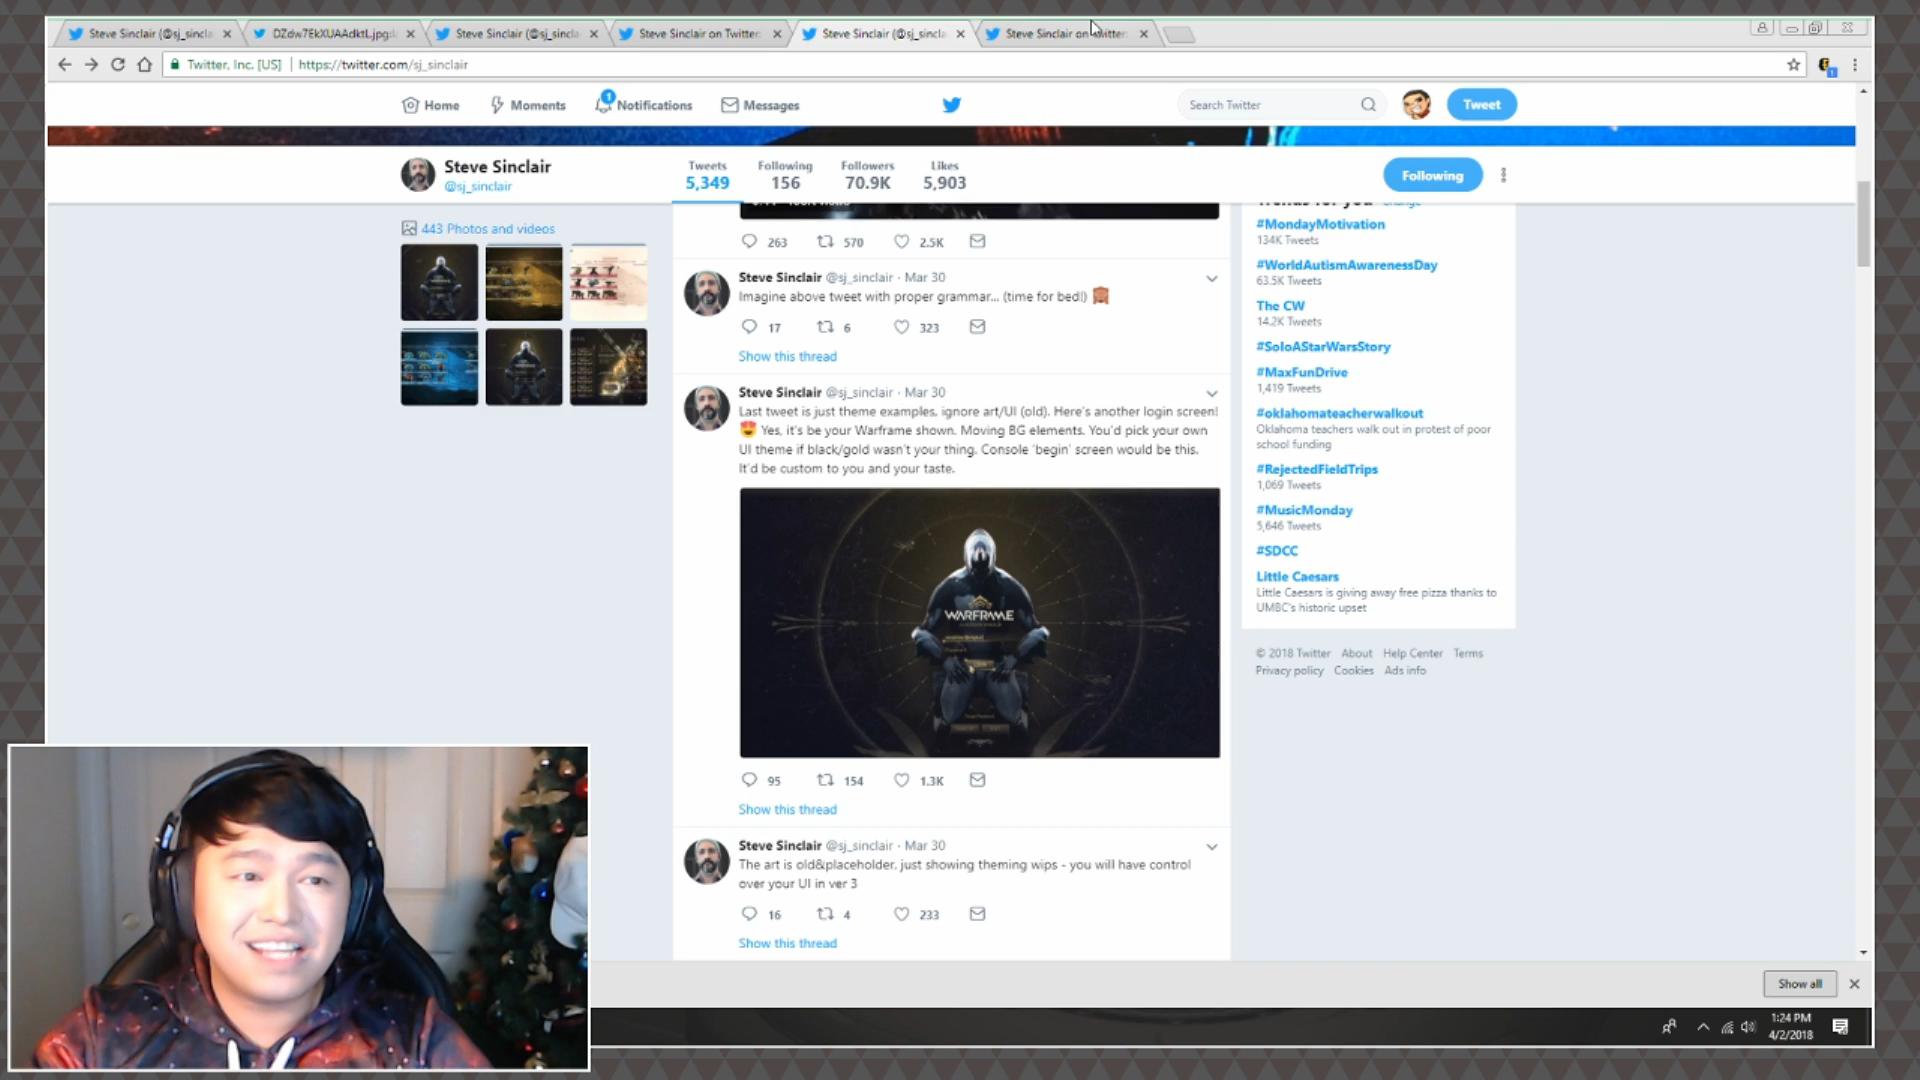 Steve Sinclair (@sj_sincla
DZdw7EkXUAAdktL.jpg:
Steve Sinclair (@sj_sincla
Steve Sinclair on Twitter:
Steve Sinclair (@sj_sincla
Steve Sinclair on Twitter:
Twitter, Inc. [US] | https://twitter.com/sj_sinclair
Home
Moments
1
Notifications
Messages
Search Twitter
Tweet
Steve Sinclair
@sj_sinclair
Tweets
5,349
Following
156
Followers
70.9K
Likes
5,903
Following
443 Photos and videos
263 570 2.5K
Steve Sinclair @sj_sinclair · Mar 30
Imagine above tweet with proper grammar... (time for bed!)
17 6 323
Show this thread
Steve Sinclair @sj_sinclair · Mar 30
Last tweet is just theme examples, ignore art/UI (old). Here's another login screen!
Yes, it's be your Warframe shown. Moving BG elements. You'd pick your own
UI theme if black/gold wasn't your thing. Console 'begin' screen would be this.
It'd be custom to you and your taste.
WARFRAME
95 154 1.3K
Show this thread
Steve Sinclair @sj_sinclair · Mar 30
The art is old&placeholder, just showing theming wips - you will have control
over your UI in ver 3
16 4 233
Show this thread
Trends for you · Change
#MondayMotivation
134K Tweets
#WorldAutismAwarenessDay
63.5K Tweets
The CW
14.2K Tweets
#SoloAStarWarsStory
#MaxFunDrive
1,419 Tweets
#oklahomateacherwalkout
Oklahoma teachers walk out in protest of poor
school funding
#RejectedFieldTrips
1,069 Tweets
#MusicMonday
5,646 Tweets
#SDCC
Little Caesars
Little Caesars is giving away free pizza thanks to
UMBC's historic upset
© 2018 Twitter About Help Center Terms
Privacy policy Cookies Ads info
Show all
1:24 PM
4/2/2018